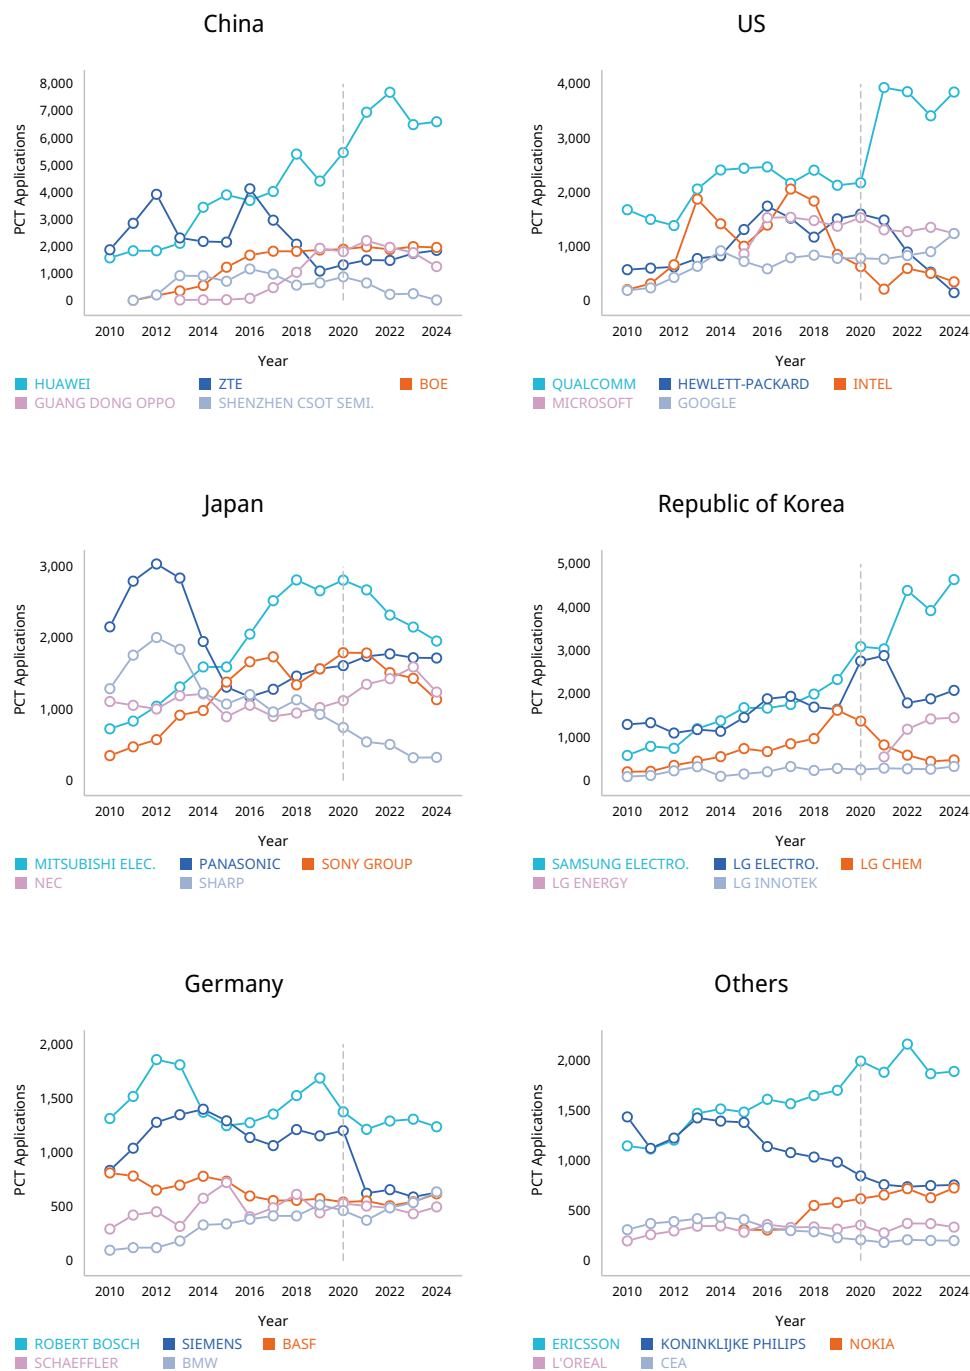 China
PCT Applications
8,000
7,000
6,000
5,000
4,000
3,000
2,000
1,000
0
2010 2012 2014 2016 2018 2020 2022 2024
Year
HUAWEI ZTE BOE
GUANG DONG OPPO SHENZHEN CSOT SEMI.
US
PCT Applications
4,000
3,000
2,000
1,000
0
2010 2012 2014 2016 2018 2020 2022 2024
Year
QUALCOMM HEWLETT-PACKARD INTEL
MICROSOFT GOOGLE
Japan
PCT Applications
3,000
2,000
1,000
0
2010 2012 2014 2016 2018 2020 2022 2024
Year
MITSUBISHI ELEC. PANASONIC SONY GROUP
NEC SHARP
Republic of Korea
PCT Applications
5,000
4,000
3,000
2,000
1,000
0
2010 2012 2014 2016 2018 2020 2022 2024
Year
SAMSUNG ELECTRO. LG ELECTRO. LG CHEM
LG ENERGY LG INNOTEK
Germany
PCT Applications
2,000
1,500
1,000
500
0
2010 2012 2014 2016 2018 2020 2022 2024
Year
ROBERT BOSCH SIEMENS BASF
SCHAEFFLER BMW
Others
PCT Applications
2,000
1,500
1,000
500
0
2010 2012 2014 2016 2018 2020 2022 2024
Year
ERICSSON KONINKLIJKE PHILIPS NOKIA
L'OREAL CEA